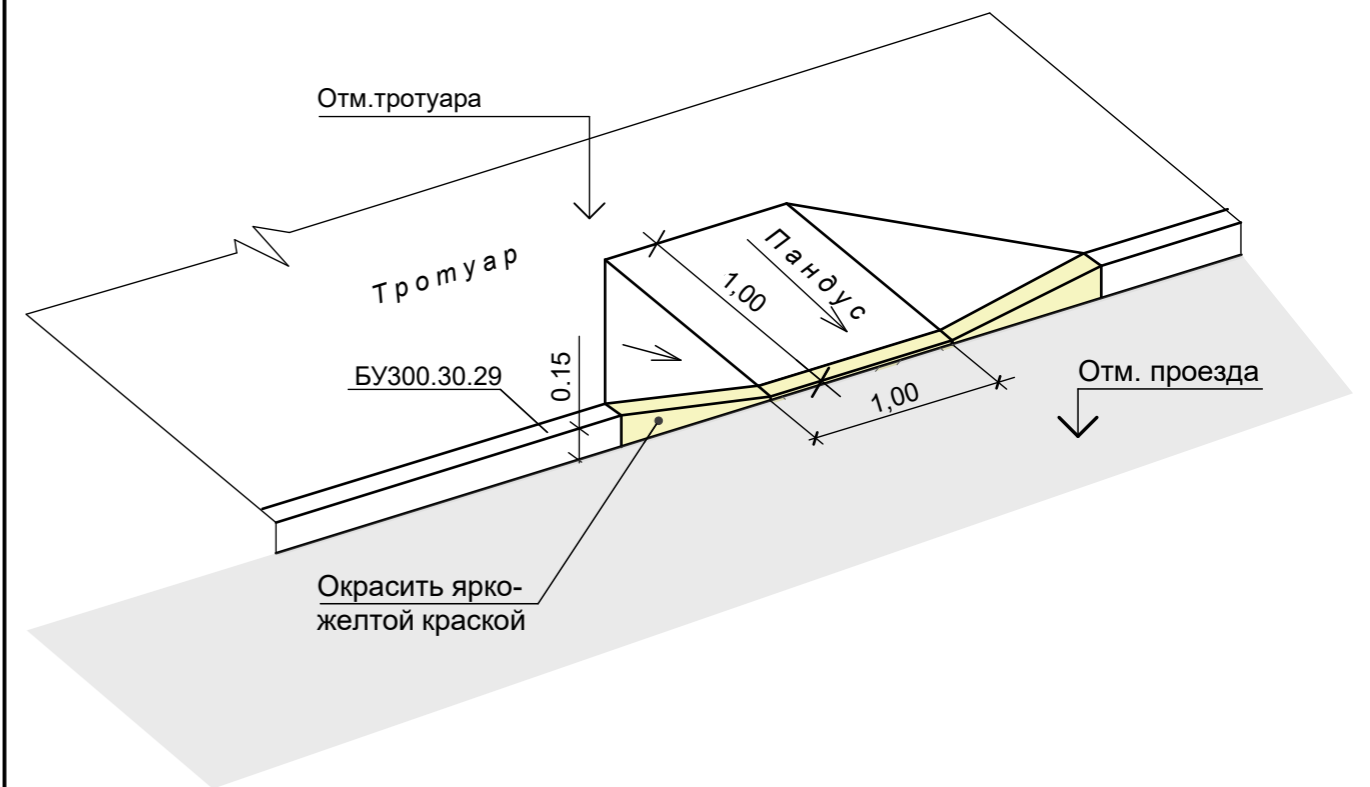 Отм.тротуара
Тротуар
Пандус
1,00
БУ300.30.29
0.15
1,00
Отм. проезда
Окрасить ярко-
желтой краской